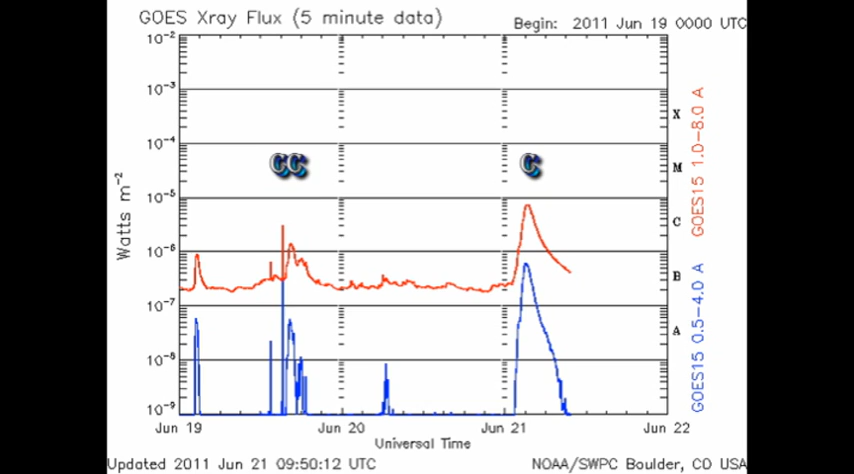 GOES Xray Flux (5 minute data)
Begin: 2011 Jun 19 0000 UTC
10-2
10-3
10-4
10-5
10-6
10-7
10-8
10-9
Watts m-2
CC
C
X
M
C
B
A
GOES15 1.0-8.0 A
GOES15 0.5-4.0 A
Jun 19
Jun 20
Jun 21
Jun 22
Universal Time
Updated 2011 Jun 21 09:50:12 UTC
NOAA/SWPC Boulder, CO USA